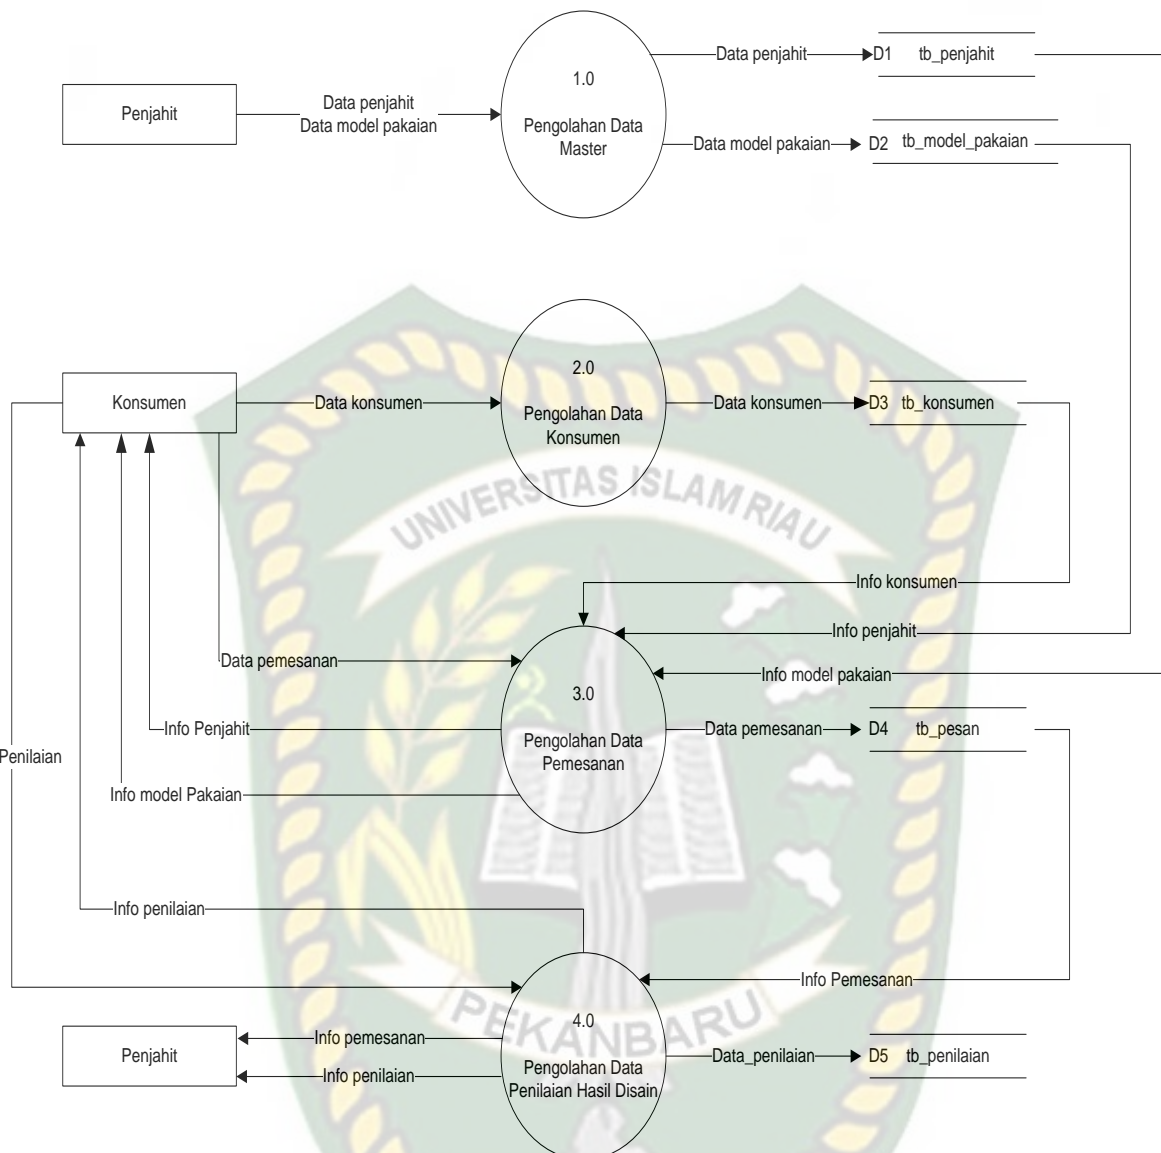 Data penjahit
D1 tb_penjahit
1.0
Penjahit
Data penjahit
Data model pakaian
Pengolahan Data
Master
Data model pakaian
D2 tb_model_pakaian
2.0
Konsumen
Data konsumen
Pengolahan Data
Konsumen
Data konsumen
D3 tb_konsumen
UNIVERSITAS ISLAM RIAU
Info konsumen
Info penjahit
Data pemesanan
Info model pakaian
3.0
Info Penjahit
Pengolahan Data
Pemesanan
Data pemesanan
D4 tb_pesan
Penilaian
Info model Pakaian
Info penilaian
Info Pemesanan
PEKANBARU
4.0
Penjahit
Info pemesanan
Info penilaian
Pengolahan Data
Penilaian Hasil Disain
Data_penilaian
D5 tb_penilaian